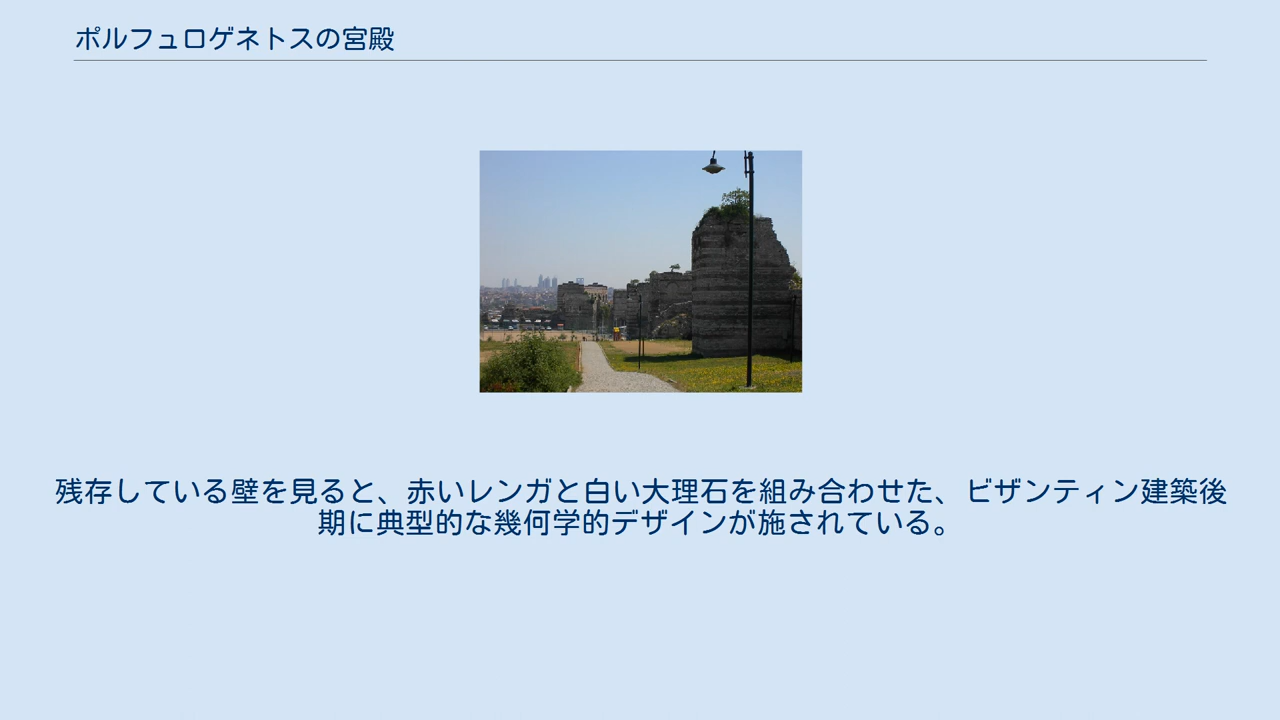 ポルフュロゲネトスの宮殿
残存している壁を見ると、赤いレンガと白い大理石を組み合わせた、ビザンティン建築後
期に典型的な幾何学的デザインが施されている。